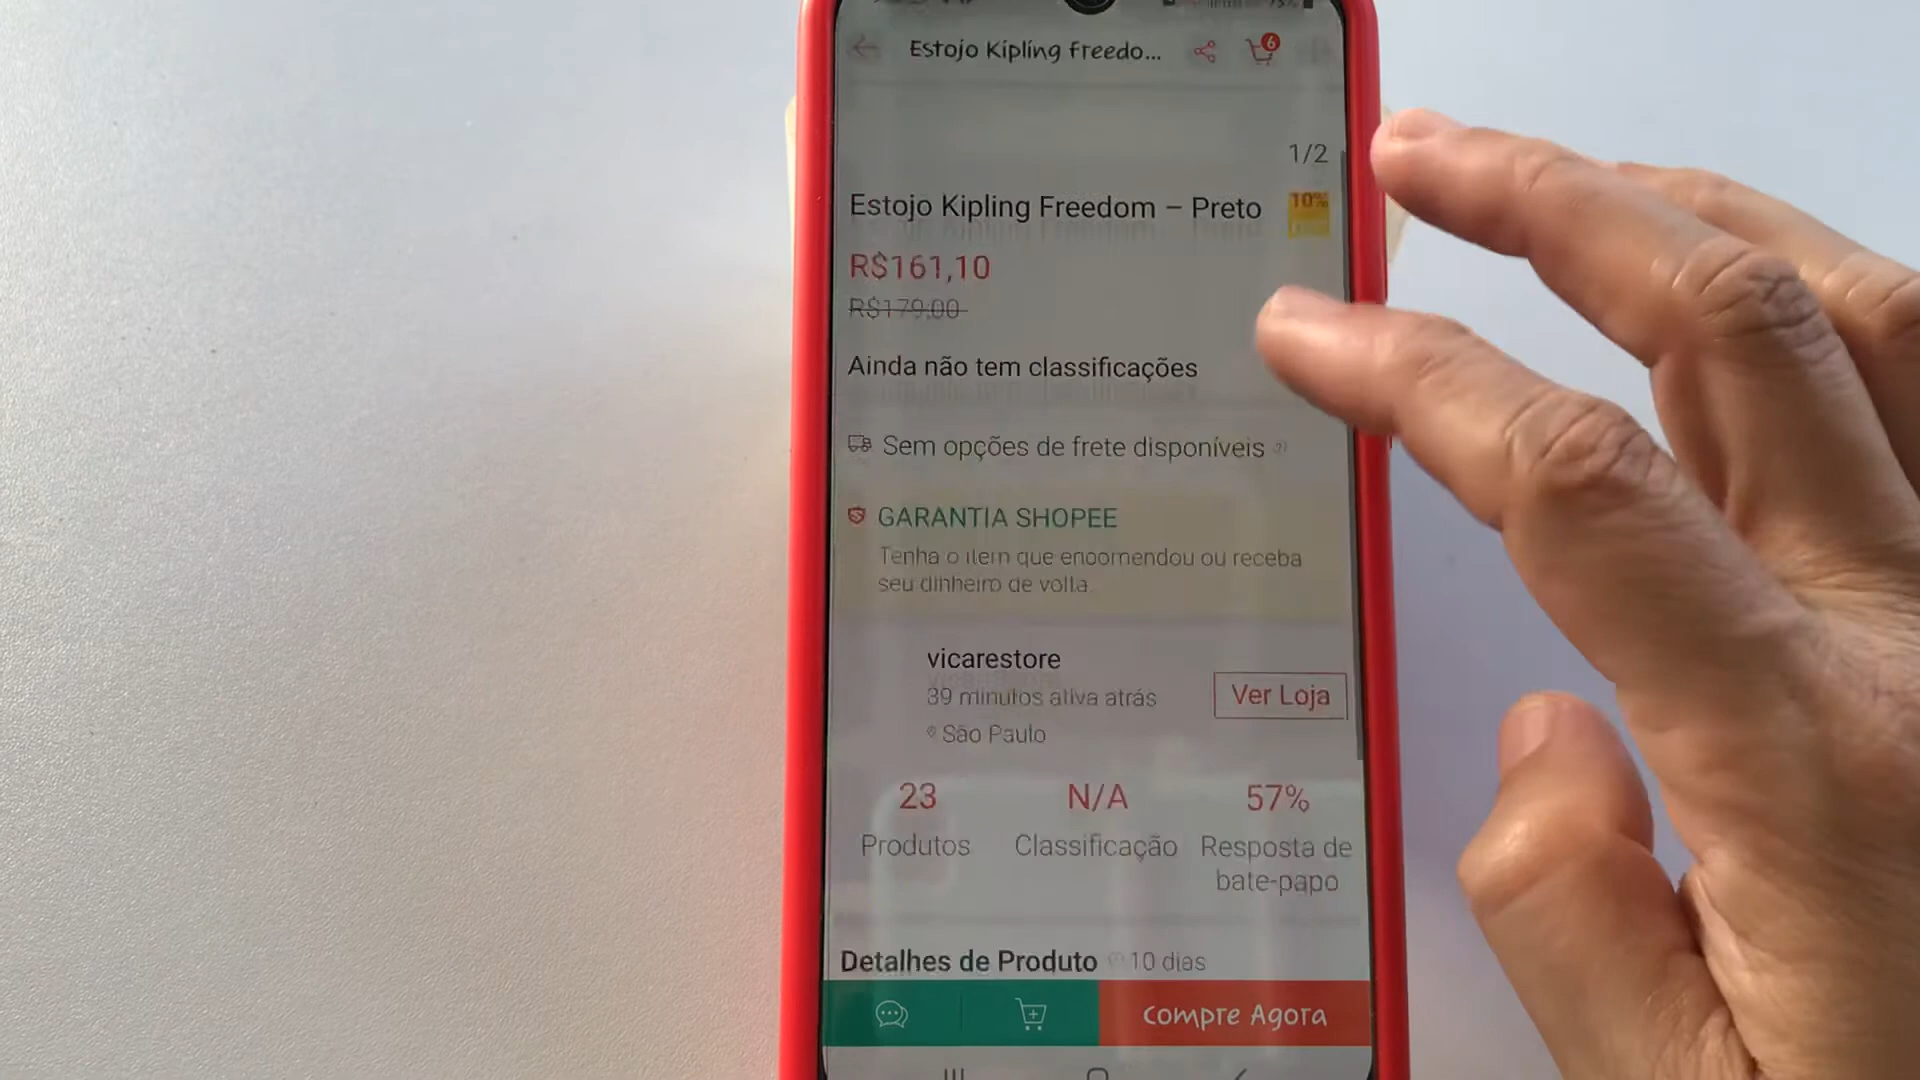 Estojo Kipling Freedo...
6
1/2
Estojo Kipling Freedom – Preto
10%
R$161,10
R$179,00
Ainda não tem classificações
Sem opções de frete disponíveis
GARANTIA SHOPEE
Tenha o item que encomendou ou receba
seu dinheiro de volta.
vicarestore
39 minutos ativa atrás
Ver Loja
São Paulo
23
N/A
57%
Produtos
Classificação
Resposta de
bate-papo
Detalhes de Produto
10 dias
Compre Agora